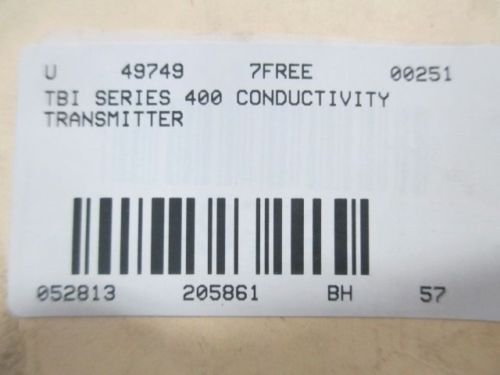 U 49749 7FREE 00251
TBI SERIES 400 CONDUCTIVITY
TRANSMITTER
052813 205861 BH 57